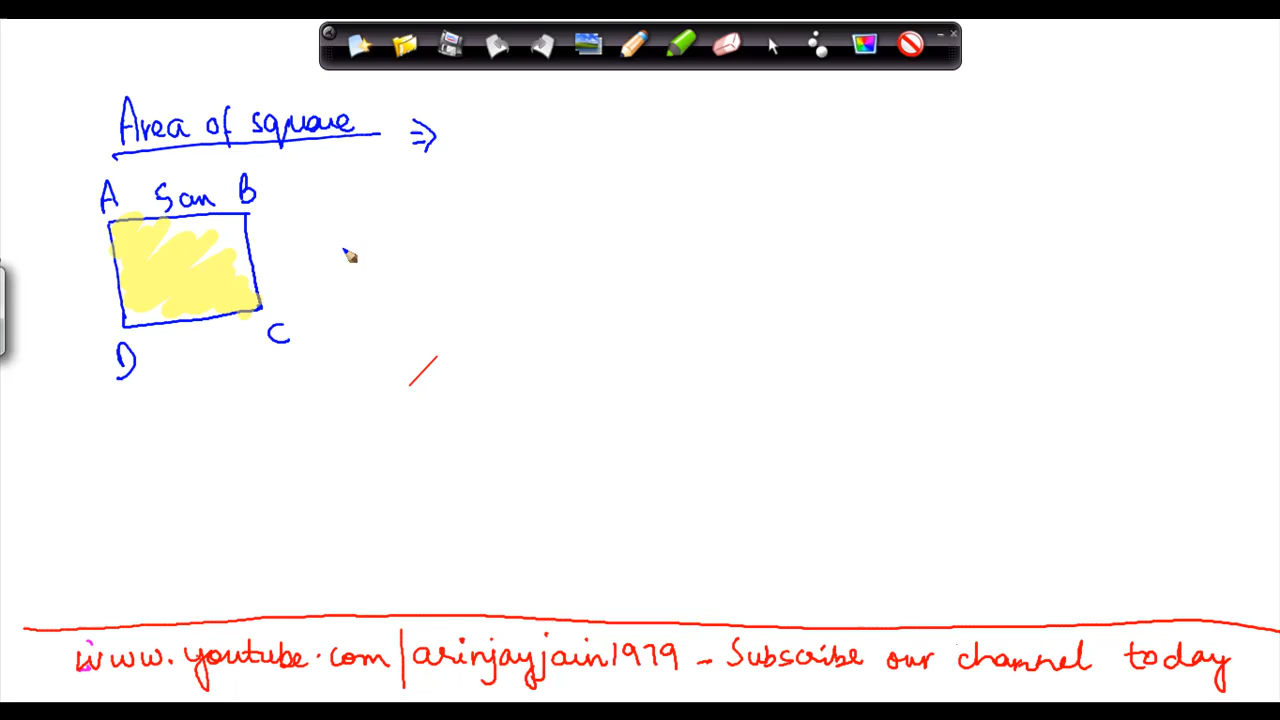 Area of square ⇒
A 5cm B
C
D
www.youtube.com/arinjayjain1979 - Subscribe our channel today